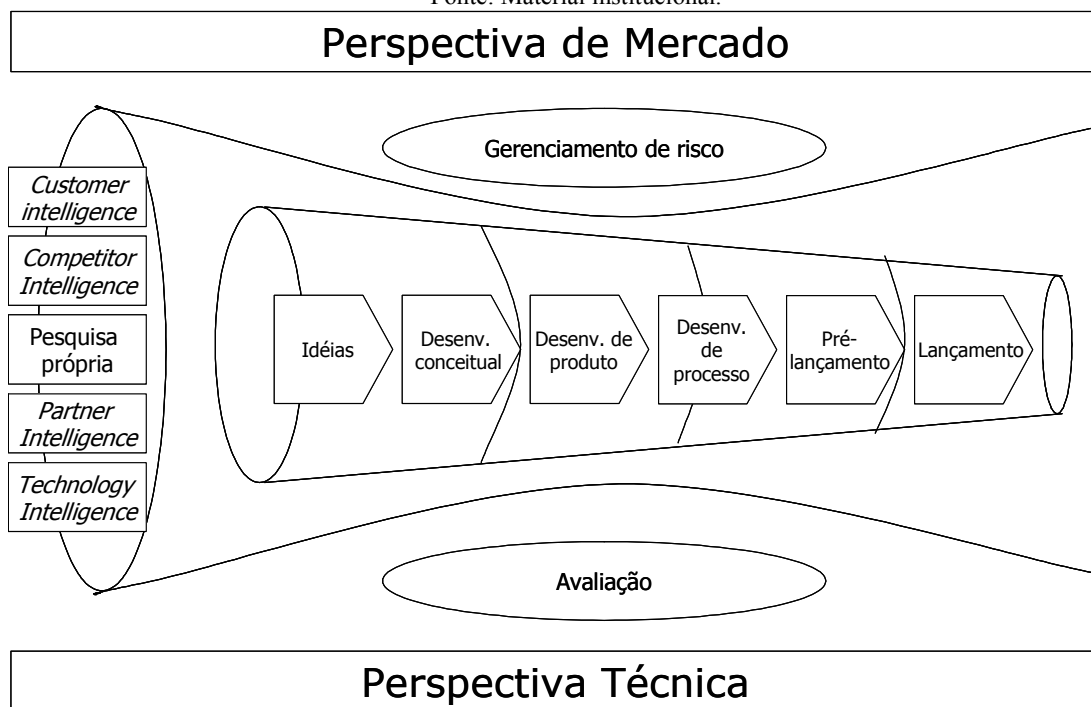 Fonte: Material institucional.
Perspectiva de Mercado
Gerenciamento de risco
Customer
intelligence
Competitor
Intelligence
Pesquisa
própria
Partner
Intelligence
Technology
Intelligence
Idéias
Desenv.
conceitual
Desenv. de
produto
Desenv.
de
processo
Pré-
lançamento
Lançamento
Avaliação
Perspectiva Técnica